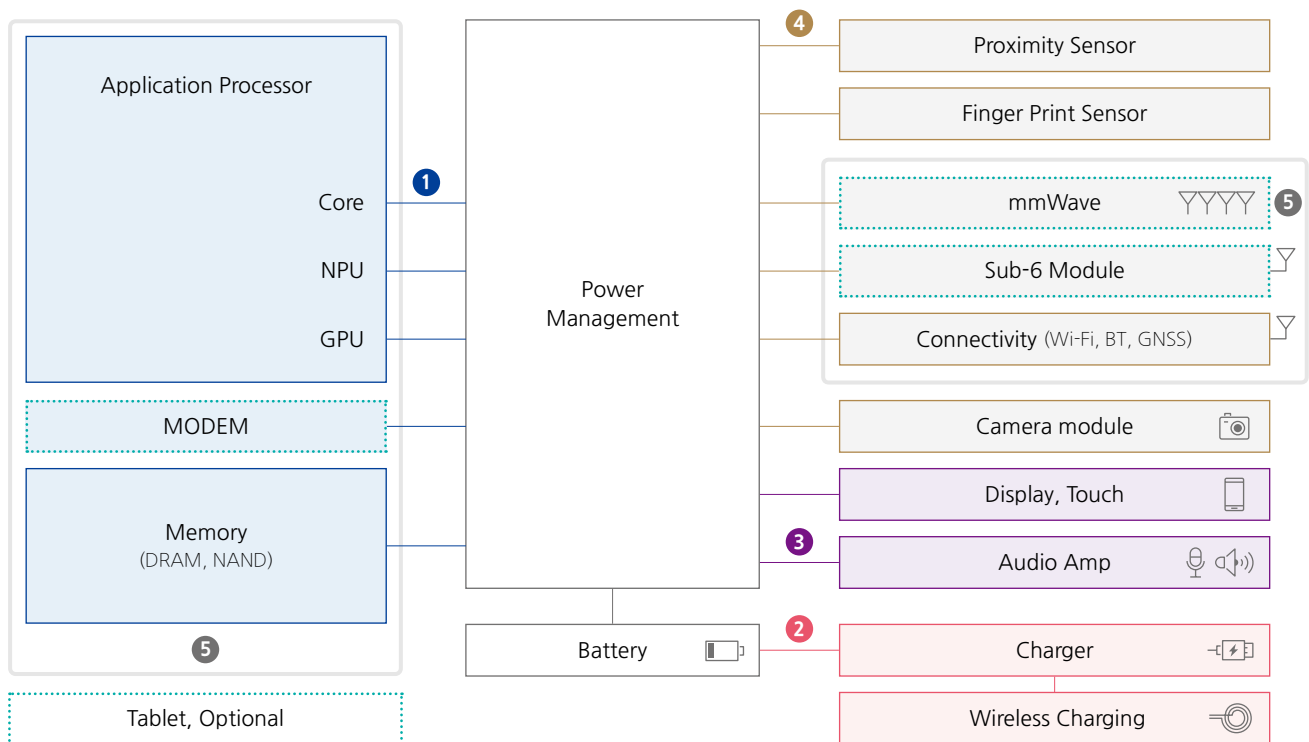 Application Processor
Core
NPU
GPU
MODEM
Memory
(DRAM, NAND)
5
Tablet, Optional
1
Power
Management
Battery
4
Proximity Sensor
Finger Print Sensor
mmWave
5
Sub-6 Module
Connectivity (Wi-Fi, BT, GNSS)
Camera module
Display, Touch
3
Audio Amp
2
Charger
Wireless Charging